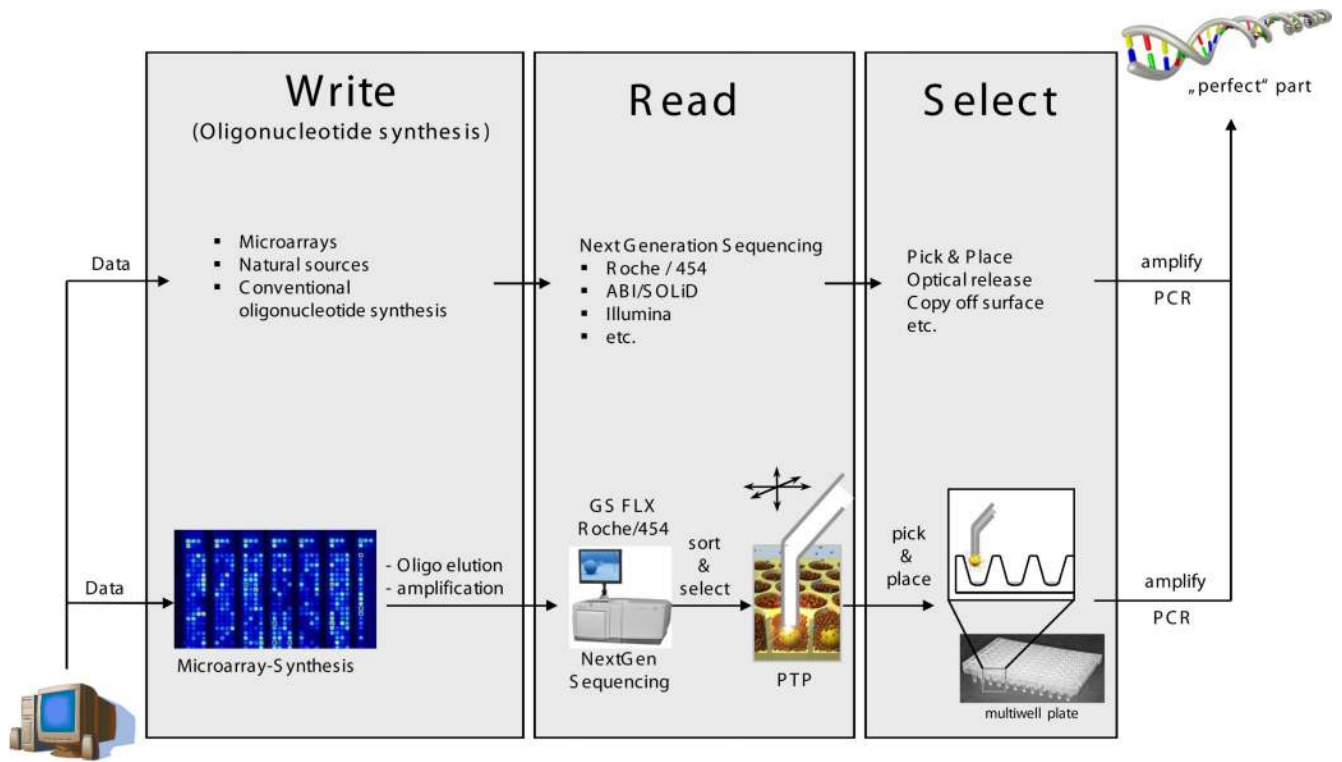 Write
(Oligonucleotide synthesis)
Read
Select
„perfect“ part
Data
▪ Microarrays
▪ Natural sources
▪ Conventional
oligonucleotide synthesis
Next Generation Sequencing
▪ Roche / 454
▪ ABI/SOLiD
▪ Illumina
▪ etc.
Pick & Place
Optical release
Copy off surface
etc.
amplify
PCR
Data
Microarray-Synthesis
- Oligo elution
- amplification
GS FLX
Roche/454
NextGen
Sequencing
sort
&
select
PTP
pick
&
place
multiwell plate
amplify
PCR